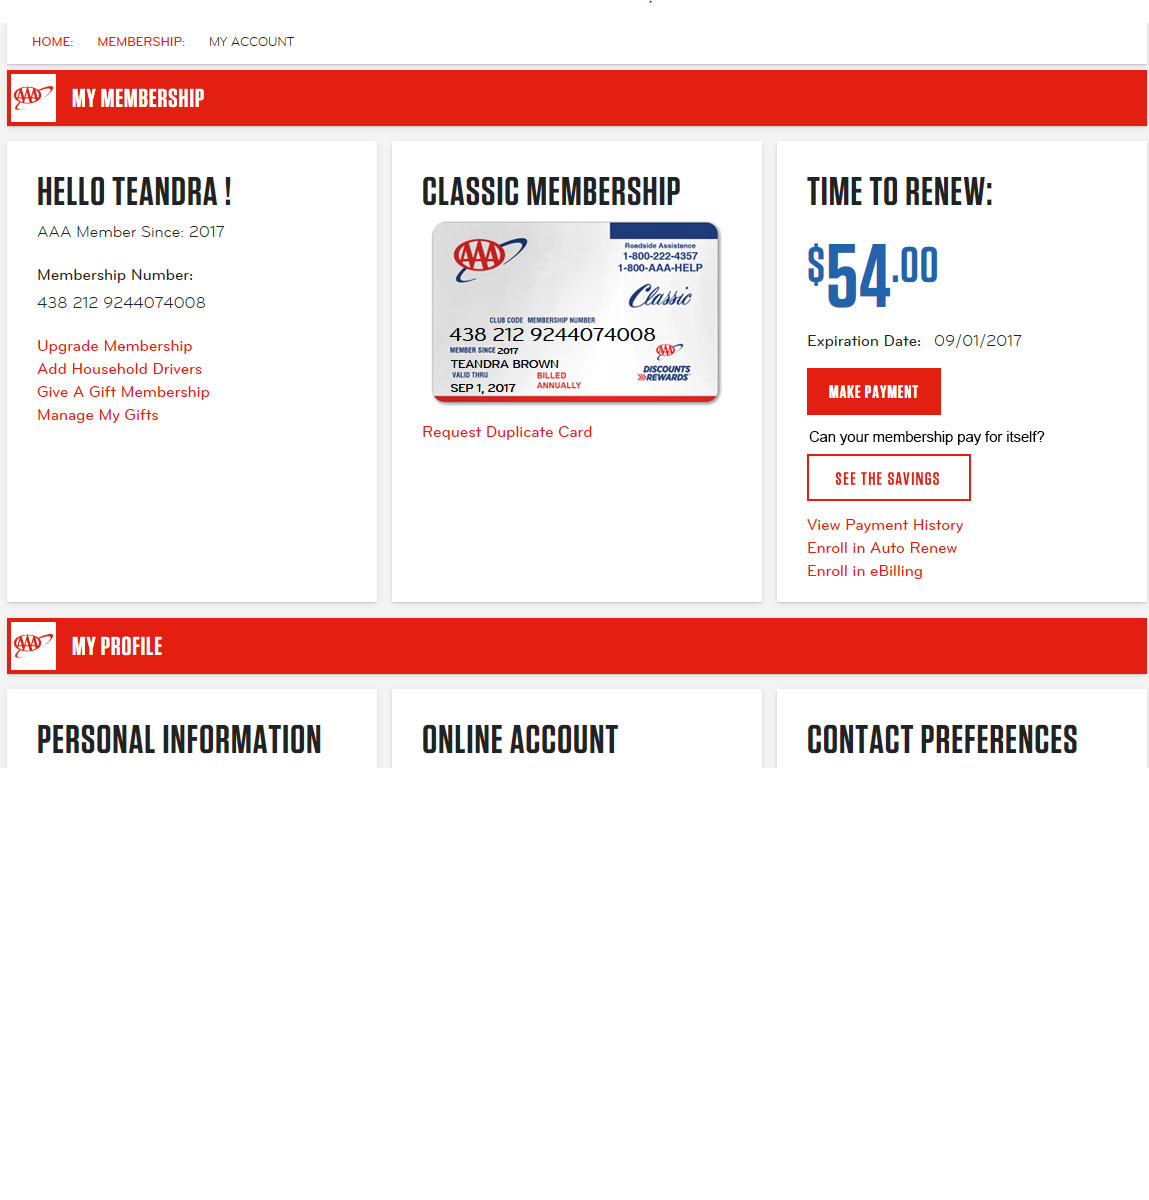 HOME: MEMBERSHIP: MY ACCOUNT
AAA MY MEMBERSHIP
HELLO TEANDRA !
AAA Member Since: 2017
Membership Number:
438 212 9244074008
Upgrade Membership
Add Household Drivers
Give A Gift Membership
Manage My Gifts
CLASSIC MEMBERSHIP
AAA
Roadside Assistance
1-800-222-4357
1-800-AAA-HELP
Classic
CLUB CODE MEMBERSHIP NUMBER
438 212 9244074008
MEMBER SINCE 2017
TEANDRA BROWN
VALID THRU
SEP 1, 2017
BILLED
ANNUALLY
AAA
DISCOUNTS
REWARDS
Request Duplicate Card
TIME TO RENEW:
$54.00
Expiration Date: 09/01/2017
MAKE PAYMENT
Can your membership pay for itself?
SEE THE SAVINGS
View Payment History
Enroll in Auto Renew
Enroll in eBilling
AAA MY PROFILE
PERSONAL INFORMATION
ONLINE ACCOUNT
CONTACT PREFERENCES